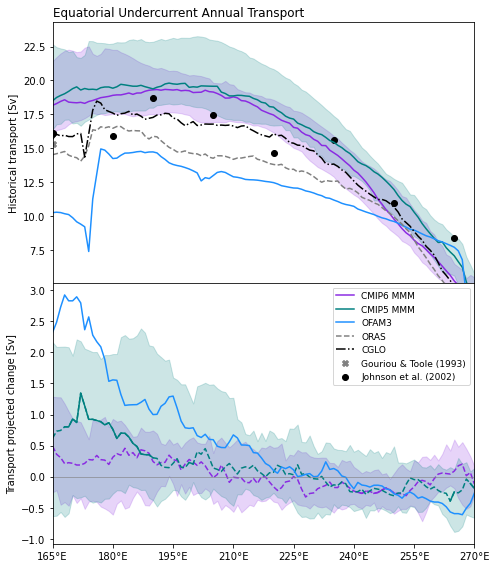 Equatorial Undercurrent Annual Transport
Historical transport [Sv]
22.5
20.0
17.5
15.0
12.5
10.0
7.5
Transport projected change [Sv]
3.0
2.5
2.0
1.5
1.0
0.5
0.0
−0.5
−1.0
CMIP6 MMM
CMIP5 MMM
OFAM3
ORAS
CGLO
Gouriou & Toole (1993)
Johnson et al. (2002)
165°E 180°E 195°E 210°E 225°E 240°E 255°E 270°E